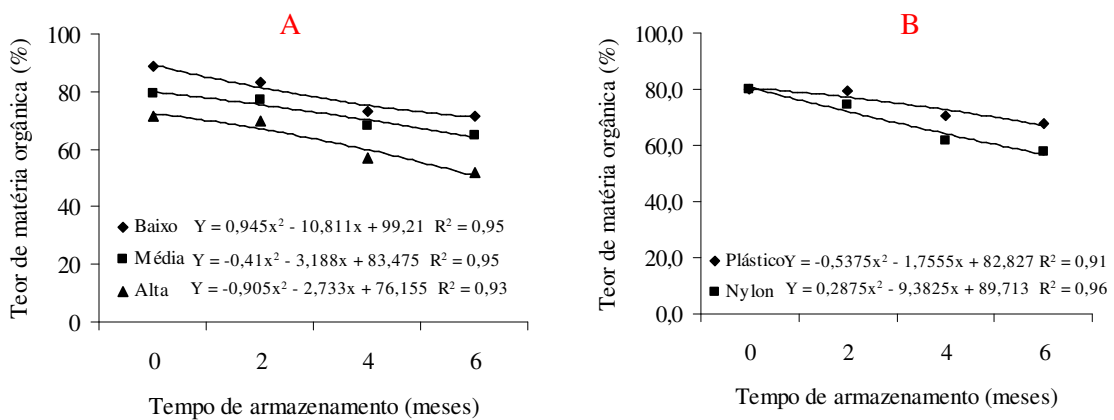 A
Teor de matéria orgânica (%)
100
80
60
40
20
0
Baixo Y = 0,945x² - 10,811x + 99,21 R² = 0,95
Média Y = -0,41x² - 3,188x + 83,475 R² = 0,95
Alta Y = -0,905x² - 2,733x + 76,155 R² = 0,93
0 2 4 6
Tempo de armazenamento (meses)
B
Teor de matéria orgânica (%)
100,0
80,0
60,0
40,0
20,0
0,0
Plástico Y = -0,5375x² - 1,7555x + 82,827 R² = 0,91
Nylon Y = 0,2875x² - 9,3825x + 89,713 R² = 0,96
0 2 4 6
Tempo de armazenamento (meses)